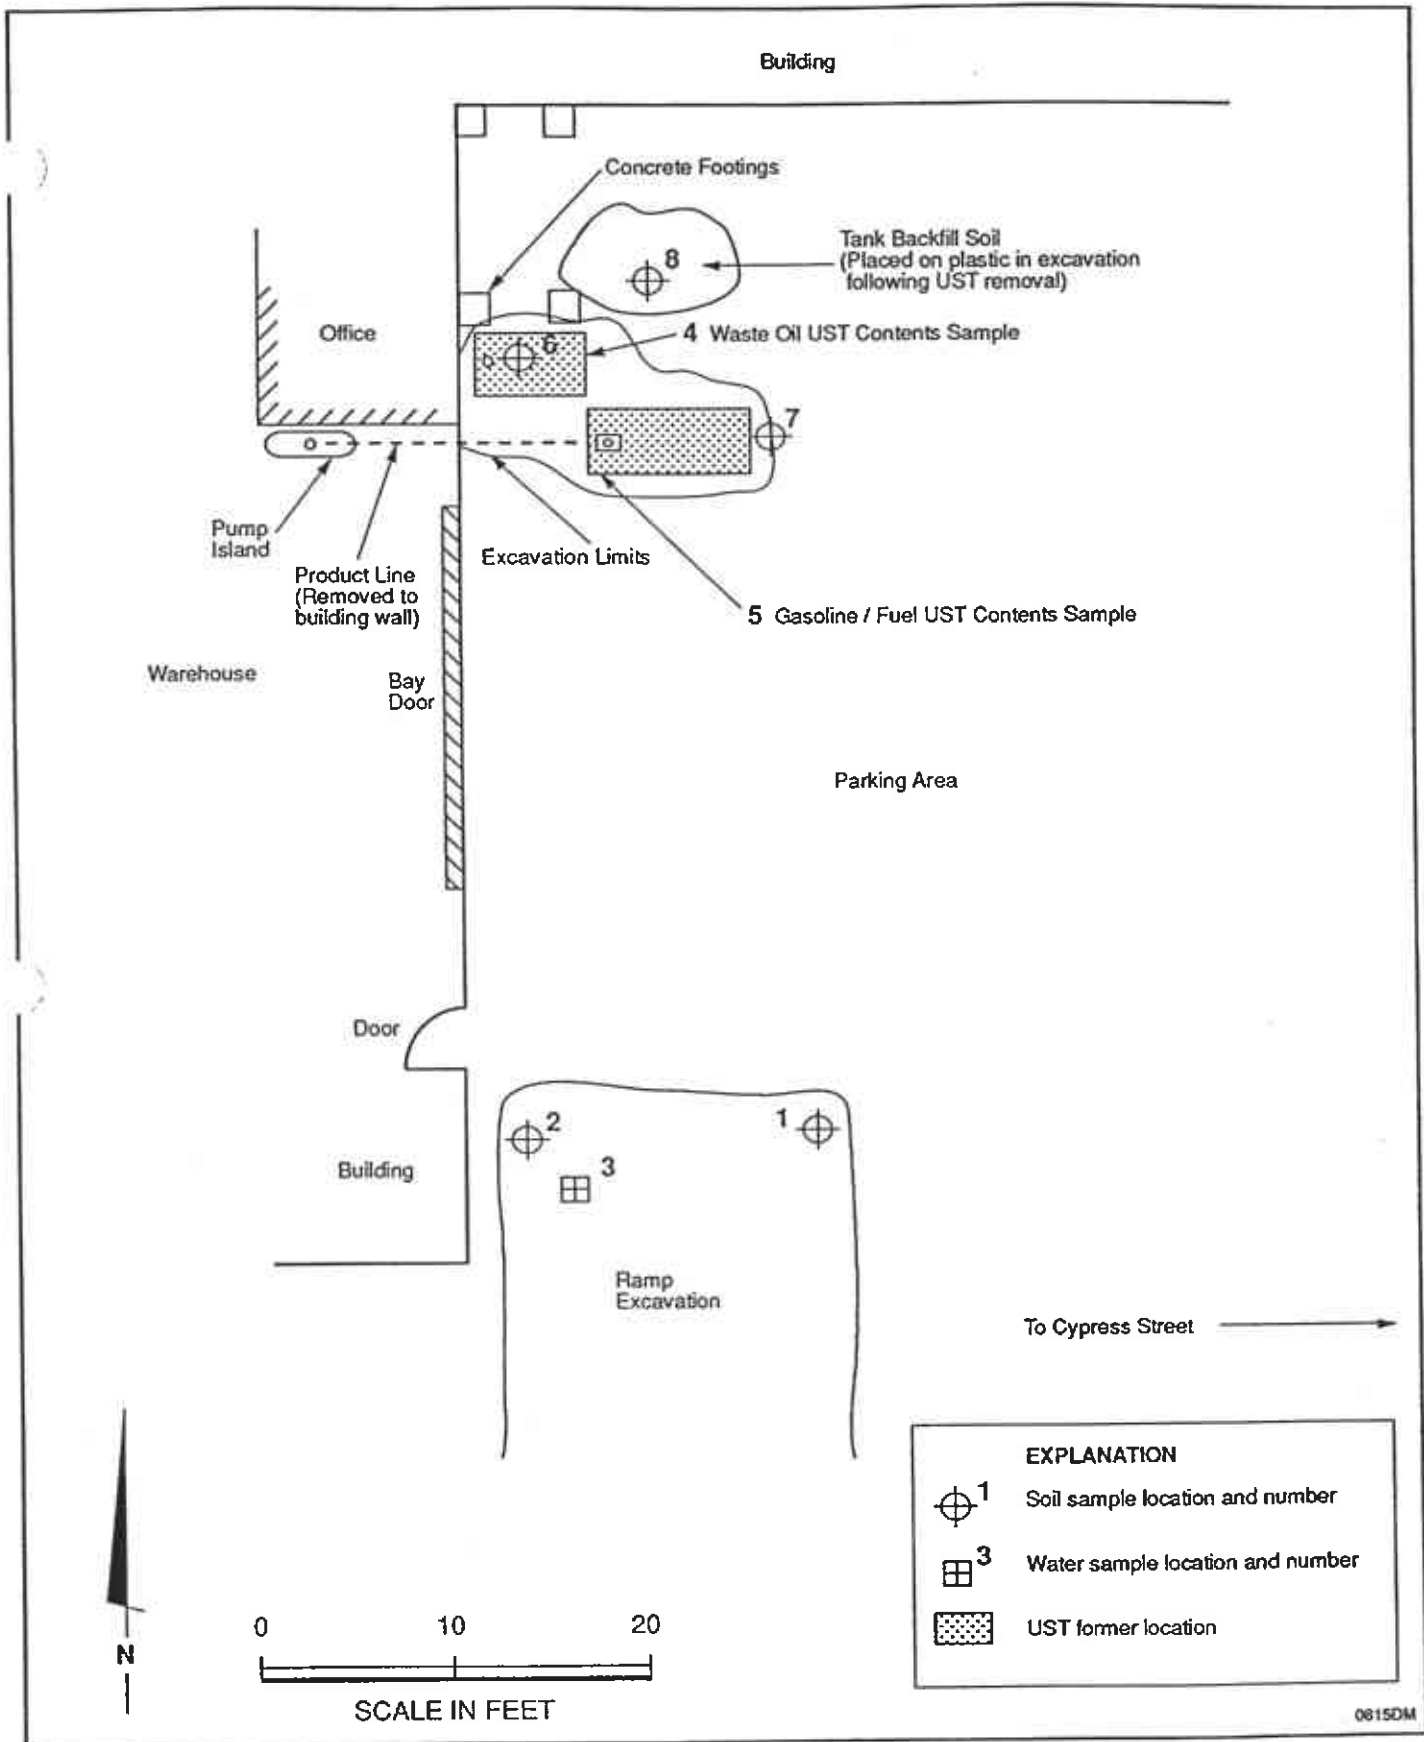 Building
Concrete Footings
8
Tank Backfill Soil
(Placed on plastic in excavation
following UST removal)
Office
6
4 Waste Oil UST Contents Sample
7
Pump
Island
Product Line
(Removed to
building wall)
Excavation Limits
5 Gasoline / Fuel UST Contents Sample
Warehouse
Bay
Door
Parking Area
Door
2
1
3
Building
Ramp
Excavation
To Cypress Street
EXPLANATION
1 Soil sample location and number
3 Water sample location and number
UST former location
N
0 10 20
SCALE IN FEET
0615DM